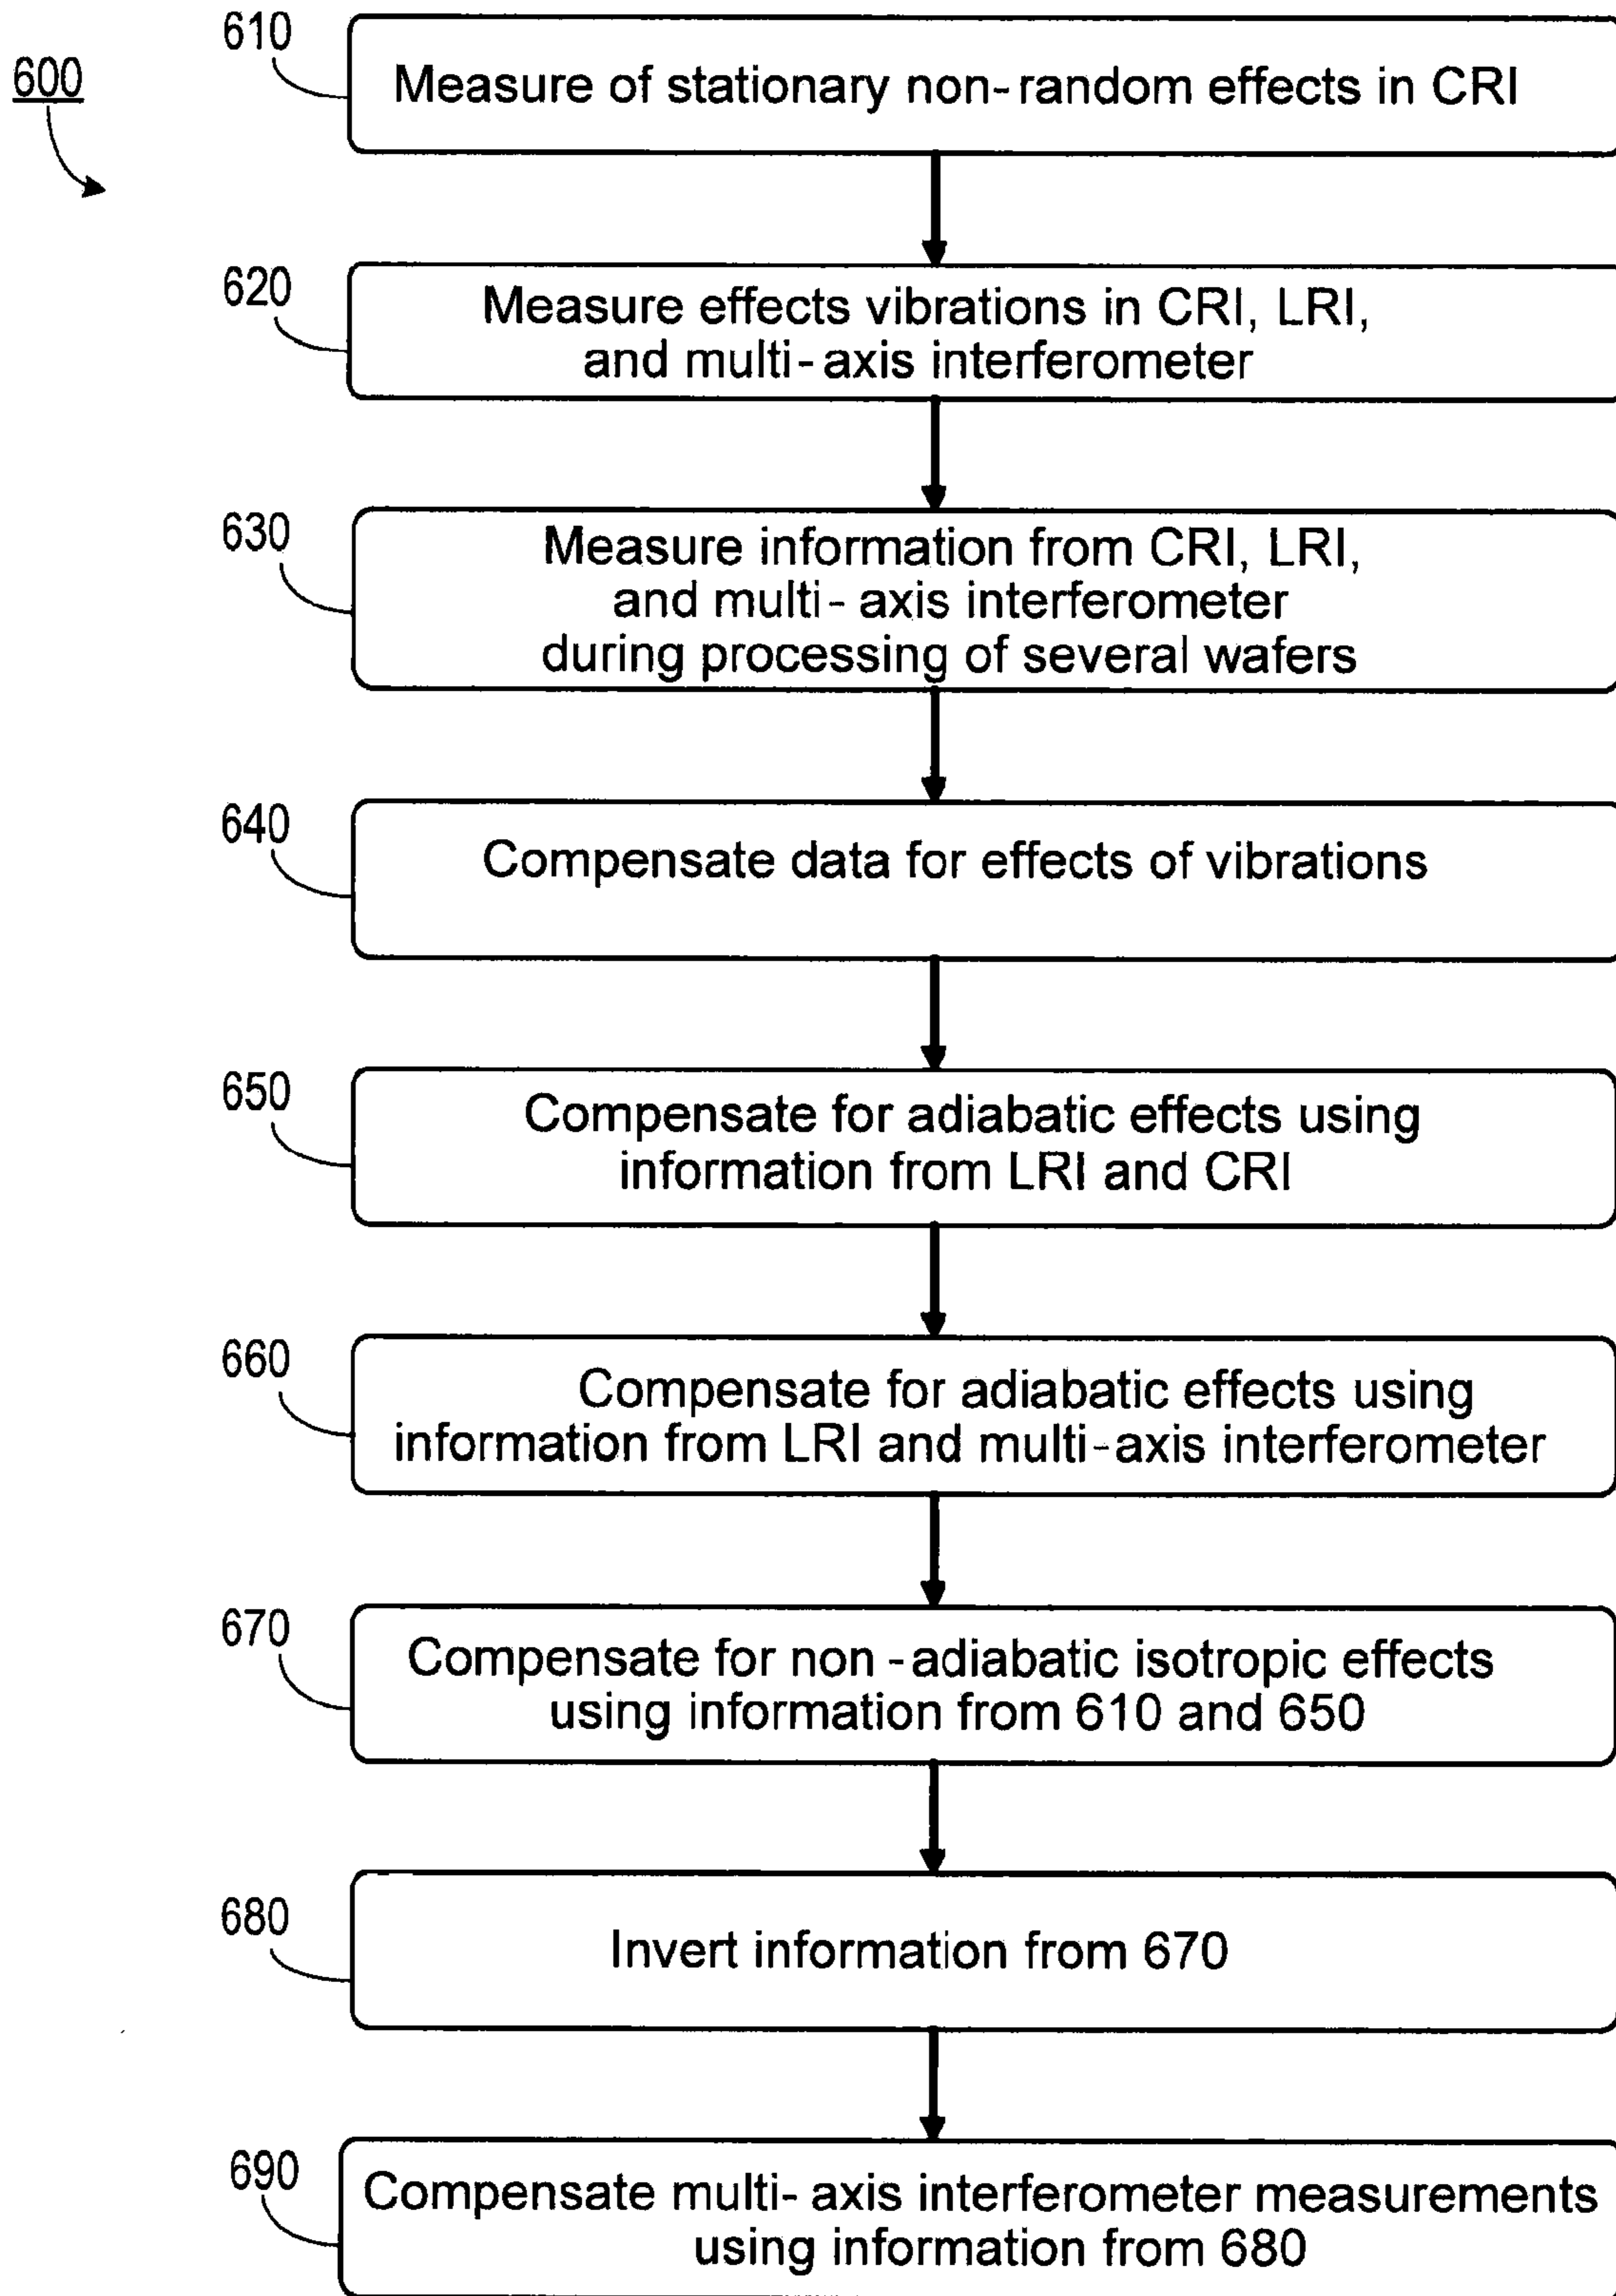 600
610
Measure of stationary non-random effects in CRI
620
Measure effects vibrations in CRI, LRI,
and multi-axis interferometer
630
Measure information from CRI, LRI,
and multi-axis interferometer
during processing of several wafers
640
Compensate data for effects of vibrations
650
Compensate for adiabatic effects using
information from LRI and CRI
660
Compensate for adiabatic effects using
information from LRI and multi-axis interferometer
670
Compensate for non-adiabatic isotropic effects
using information from 610 and 650
680
Invert information from 670
690
Compensate multi-axis interferometer measurements
using information from 680